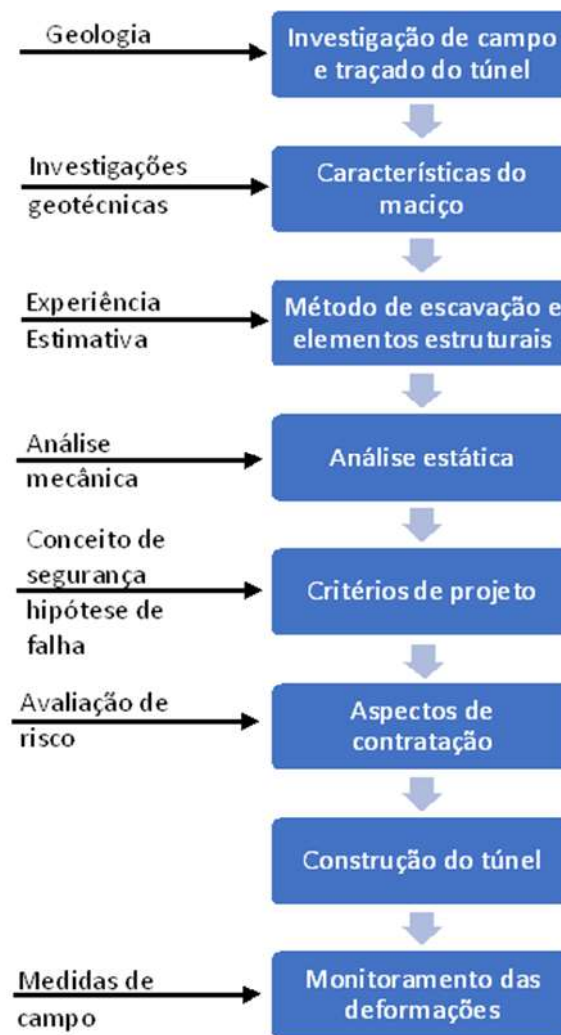 Geologia
Investigação de campo
e traçado do túnel
Investigações
geotécnicas
Características do
maciço
Experiência
Estimativa
Método de escavação e
elementos estruturais
Análise
mecânica
Análise estática
Conceito de
segurança
hipótese de
falha
Critérios de projeto
Avaliação de
risco
Aspectos de
contratação
Construção do túnel
Medidas de
campo
Monitoramento das
deformações